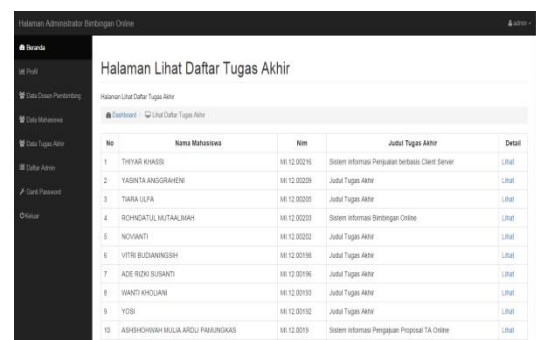 Halaman Administrator Bimbingan Online
admin
Beranda
Profil
Data Dosen Pembimbing
Data Mahasiswa
Data Tugas Akhir
Daftar Admin
Ganti Password
Keluar
Halaman Lihat Daftar Tugas Akhir
Halaman Lihat Daftar Tugas Akhir
Dashboard / Lihat Daftar Tugas Akhir
No Nama Mahasiswa Nim Judul Tugas Akhir Detail
1 THIYAR KHASSI MI.12.00216 Sistem Informasi Penjualan berbasis Client Server Lihat
2 YASINTA ANGGRAHENI MI.12.00209 Judul Tugas Akhir Lihat
3 TIARA ULFA MI.12.00205 Judul Tugas Akhir Lihat
4 ROHNDATUL MUTAALIMAH MI.12.00203 Sistem Informasi Bimbingan Online Lihat
5 NOVIANTI MI.12.00202 Judul Tugas Akhir Lihat
6 VITRI BUDIANINGSIH MI.12.00198 Judul Tugas Akhir Lihat
7 ADE RIZKI SUSANTI MI.12.00196 Judul Tugas Akhir Lihat
8 WANTI KHOLIANI MI.12.00193 Judul Tugas Akhir Lihat
9 YOSI MI.12.00192 Judul Tugas Akhir Lihat
10 ASHSHOHWAH MULIA ARDLI PAMUNGKAS MI.12.0019 Sistem Informasi Pengajuan Proposal TA Online Lihat